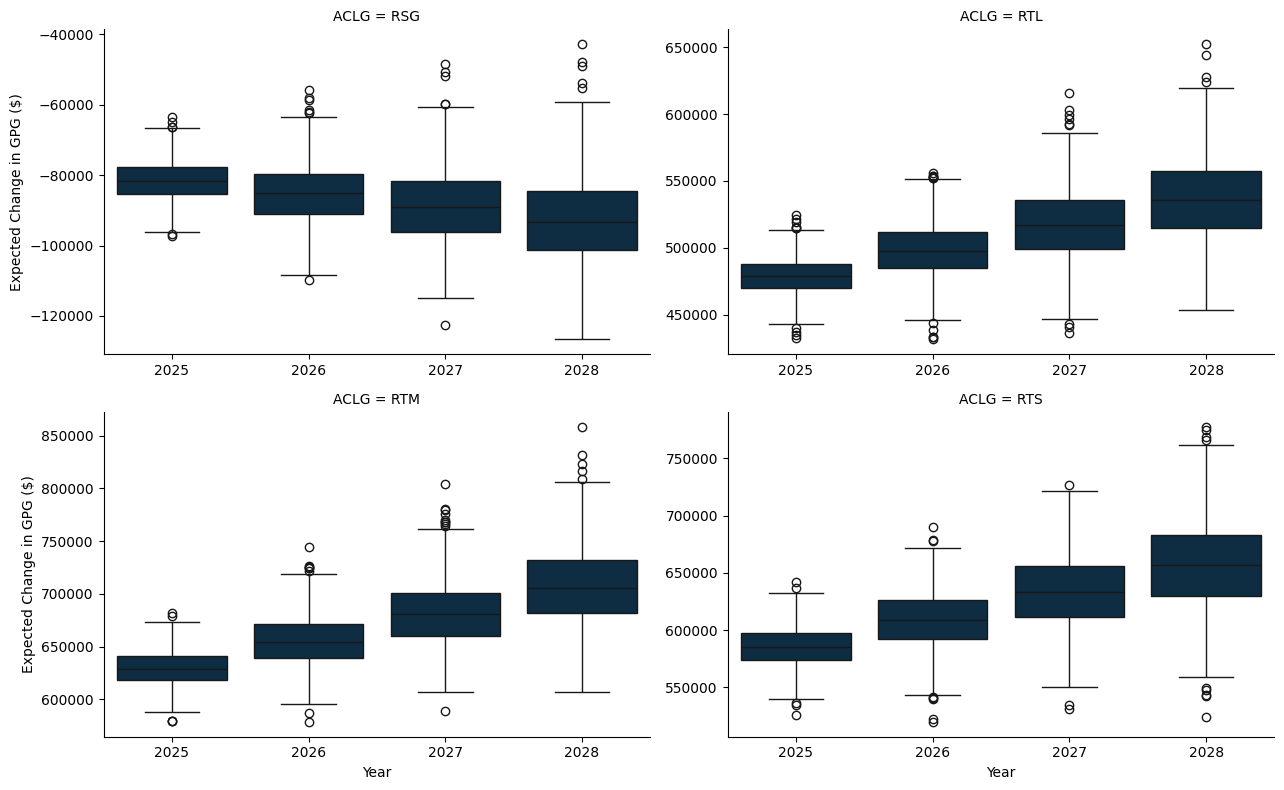 ACLG = RSG
Expected Change in GPG ($)
−40000
−60000
−80000
−100000
−120000
2025 2026 2027 2028
ACLG = RTL
650000
600000
550000
500000
450000
2025 2026 2027 2028
ACLG = RTM
Expected Change in GPG ($)
850000
800000
750000
700000
650000
600000
2025 2026 2027 2028
Year
ACLG = RTS
750000
700000
650000
600000
550000
2025 2026 2027 2028
Year